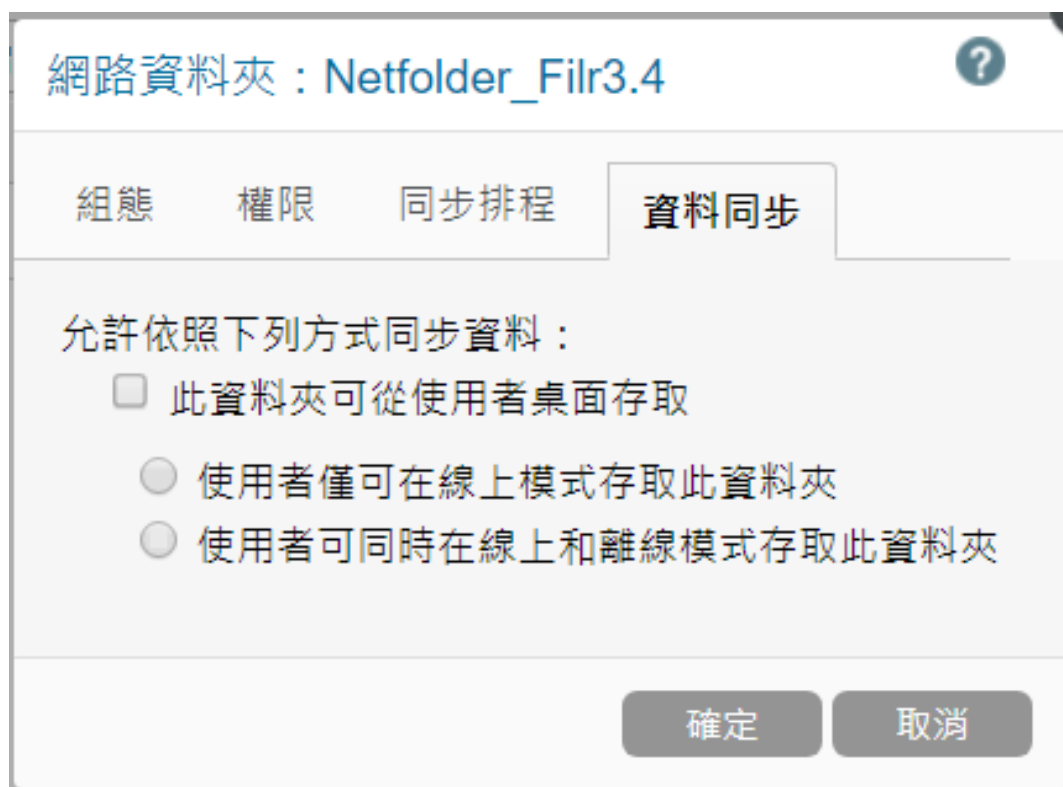 網路資料夾：Netfolder_Filr3.4
組態 權限 同步排程 資料同步
允許依照下列方式同步資料：
此資料夾可從使用者桌面存取
使用者僅可在線上模式存取此資料夾
使用者可同時在線上和離線模式存取此資料夾
確定 取消